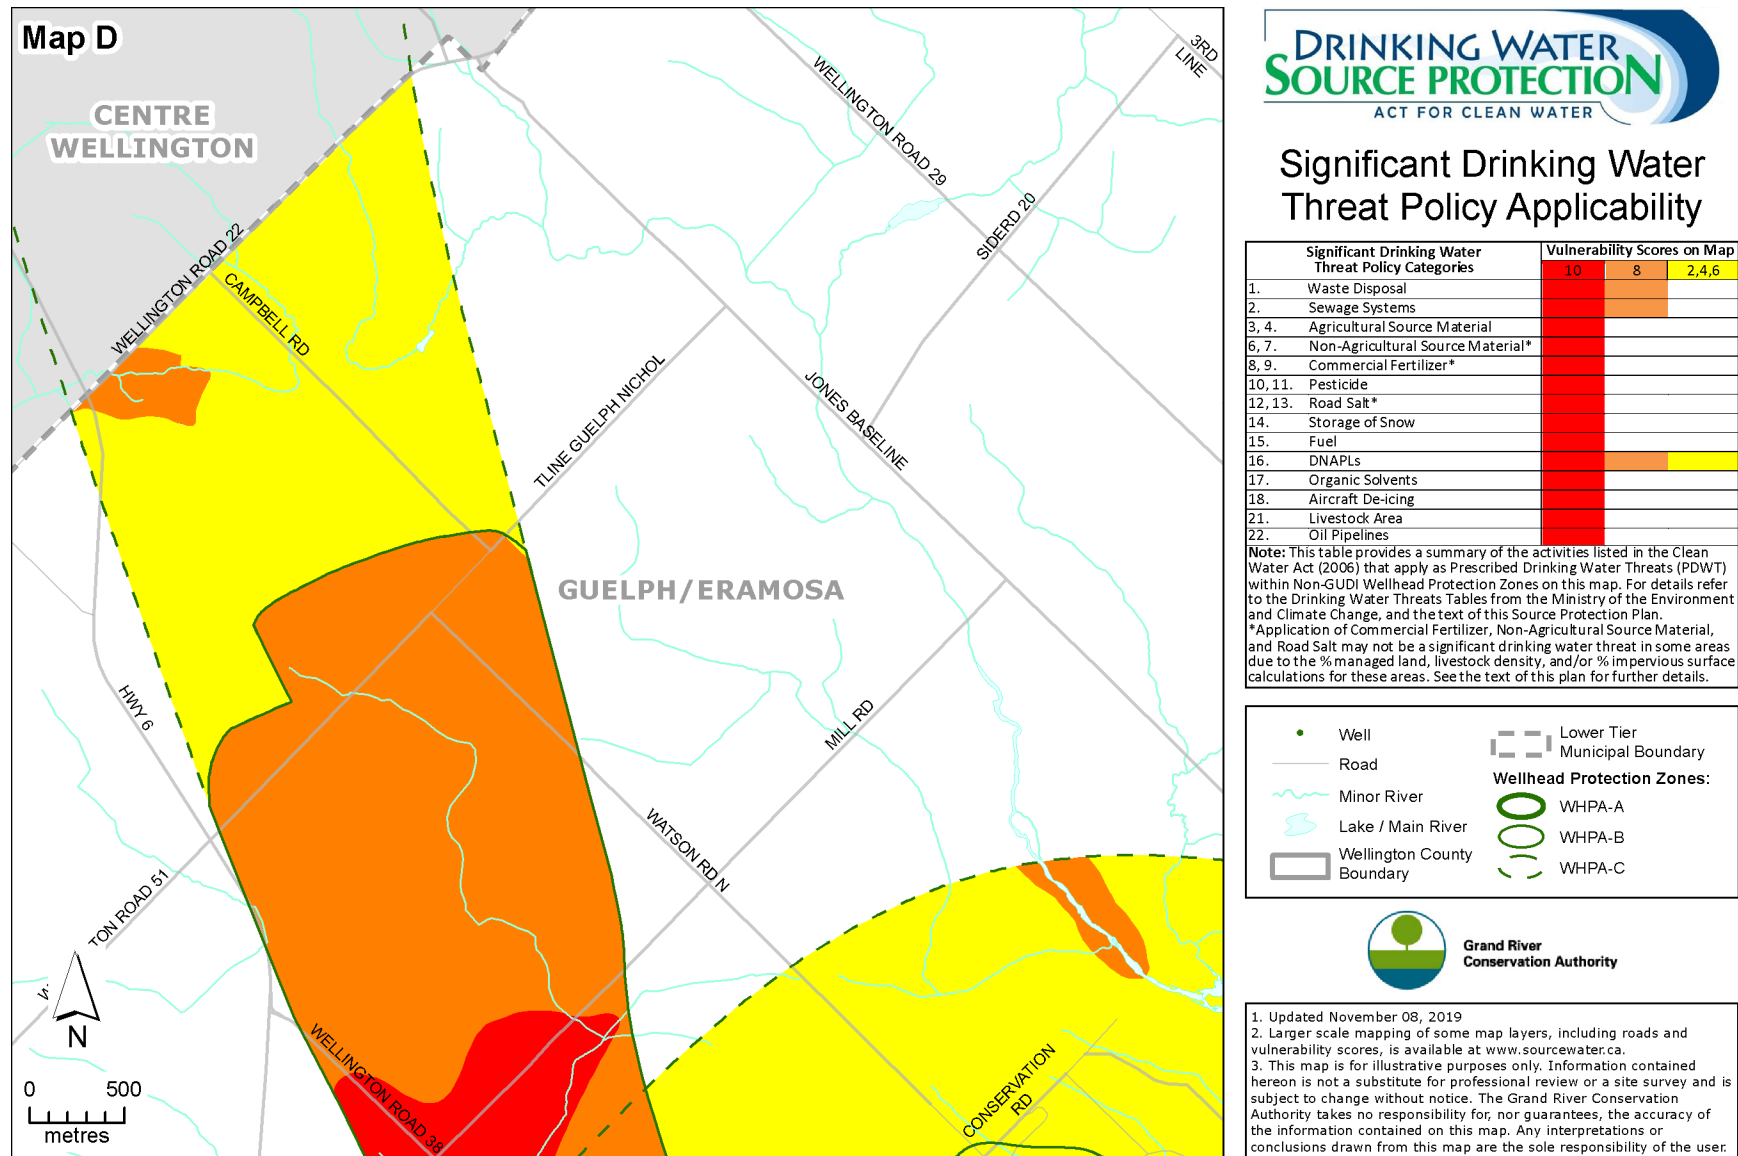 Map D
CENTRE
WELLINGTON
WELLINGTON ROAD 22
CAMPBELL RD
WELLINGTON ROAD 29
3RD
LINE
SIDERD 20
TLINE GUELPH NICHOL
JONES BASELINE
GUELPH/ERAMOSA
HWY 6
MILL RD
WATSON RD N
TON ROAD 51
W
WELLINGTON ROAD 38
CONSERVATION
RD
N
0 500
metres
DRINKING WATER
SOURCE PROTECTION
ACT FOR CLEAN WATER
Significant Drinking Water
Threat Policy Applicability
Significant Drinking Water
Threat Policy Categories
Vulnerability Scores on Map
10 8 2,4,6
1. Waste Disposal
2. Sewage Systems
3, 4. Agricultural Source Material
6, 7. Non-Agricultural Source Material*
8, 9. Commercial Fertilizer*
10, 11. Pesticide
12, 13. Road Salt*
14. Storage of Snow
15. Fuel
16. DNAPLs
17. Organic Solvents
18. Aircraft De-icing
21. Livestock Area
22. Oil Pipelines
Note: This table provides a summary of the activities listed in the Clean
Water Act (2006) that apply as Prescribed Drinking Water Threats (PDWT)
within Non-GUDI Wellhead Protection Zones on this map. For details refer
to the Drinking Water Threats Tables from the Ministry of the Environment
and Climate Change, and the text of this Source Protection Plan.
*Application of Commercial Fertilizer, Non-Agricultural Source Material,
and Road Salt may not be a significant drinking water threat in some areas
due to the % managed land, livestock density, and/or % impervious surface
calculations for these areas. See the text of this plan for further details.
Well
Road
Minor River
Lake / Main River
Wellington County
Boundary
Lower Tier
Municipal Boundary
Wellhead Protection Zones:
WHPA-A
WHPA-B
WHPA-C
Grand River
Conservation Authority
1. Updated November 08, 2019
2. Larger scale mapping of some map layers, including roads and
vulnerability scores, is available at www.sourcewater.ca.
3. This map is for illustrative purposes only. Information contained
hereon is not a substitute for professional review or a site survey and is
subject to change without notice. The Grand River Conservation
Authority takes no responsibility for, nor guarantees, the accuracy of
the information contained on this map. Any interpretations or
conclusions drawn from this map are the sole responsibility of the user.